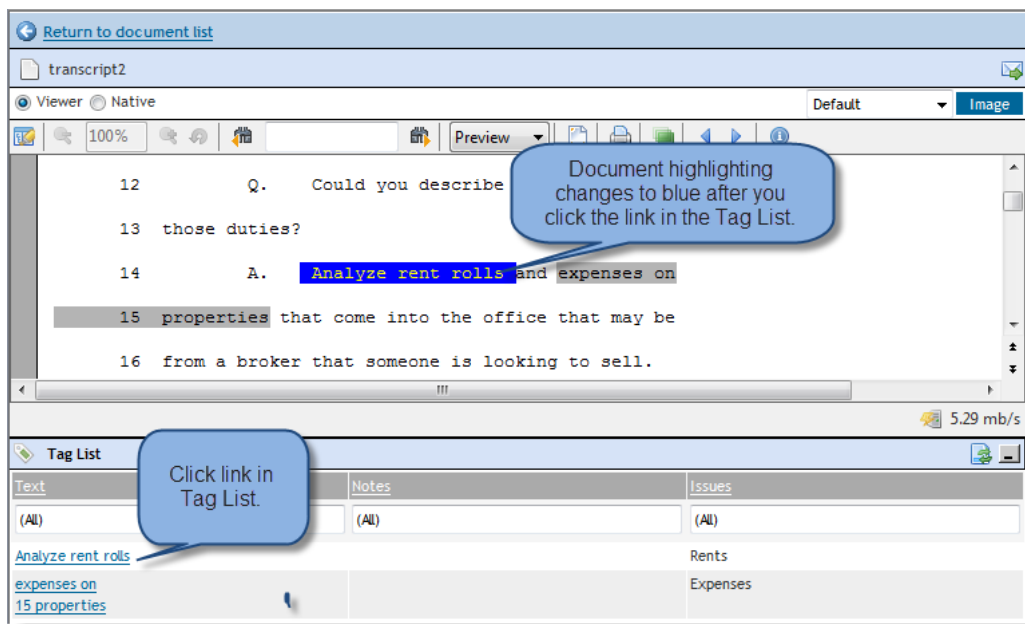 Return to document list
transcript2
Viewer Native Default Image
100% Preview
Document highlighting
changes to blue after you
click the link in the Tag List.
12 Q. Could you describe
13 those duties?
14 A. Analyze rent rolls and expenses on
15 properties that come into the office that may be
16 from a broker that someone is looking to sell.
5.29 mb/s
Tag List
Click link in
Tag List.
Text Notes Issues
(All) (All) (All)
Analyze rent rolls Rents
expenses on Expenses
15 properties